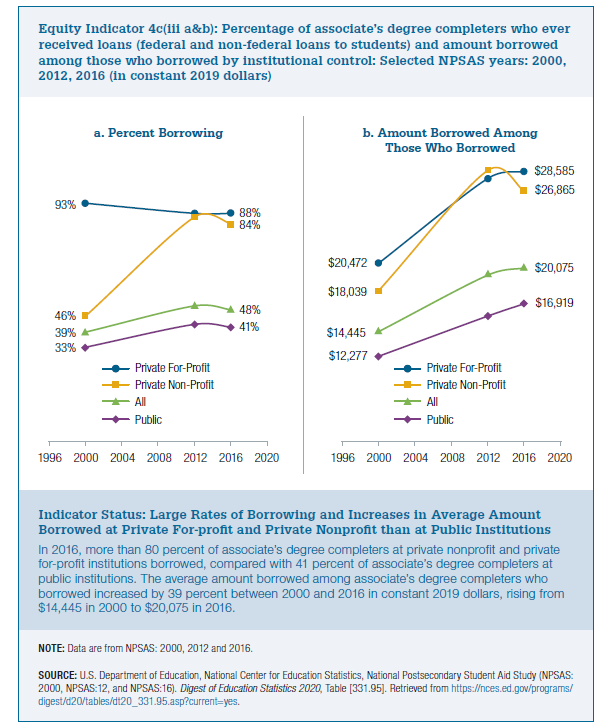 Equity Indicator 4c(iii a&b): Percentage of associate's degree completers who ever
received loans (federal and non-federal loans to students) and amount borrowed
among those who borrowed by institutional control: Selected NPSAS years: 2000,
2012, 2016 (in constant 2019 dollars)
a. Percent Borrowing
93%
88%
84%
46%
39%
33%
48%
41%
Private For-Profit
Private Non-Profit
All
Public
1996 2000 2004 2008 2012 2016 2020
b. Amount Borrowed Among
Those Who Borrowed
$28,585
$26,865
$20,472
$18,039
$20,075
$16,919
$14,445
$12,277
Private For-Profit
Private Non-Profit
All
Public
1996 2000 2004 2008 2012 2016 2020
Indicator Status: Large Rates of Borrowing and Increases in Average Amount
Borrowed at Private For-profit and Private Nonprofit than at Public Institutions
In 2016, more than 80 percent of associate's degree completers at private nonprofit and private
for-profit institutions borrowed, compared with 41 percent of associate's degree completers at
public institutions. The average amount borrowed among associate's degree completers who
borrowed increased by 39 percent between 2000 and 2016 in constant 2019 dollars, rising from
$14,445 in 2000 to $20,075 in 2016.
NOTE: Data are from NPSAS: 2000, 2012 and 2016.
SOURCE: U.S. Department of Education, National Center for Education Statistics, National Postsecondary Student Aid Study (NPSAS:
2000, NPSAS:12, and NPSAS:16). Digest of Education Statistics 2020, Table [331.95]. Retrieved from https://nces.ed.gov/programs/
digest/d20/tables/dt20_331.95.asp?current=yes.